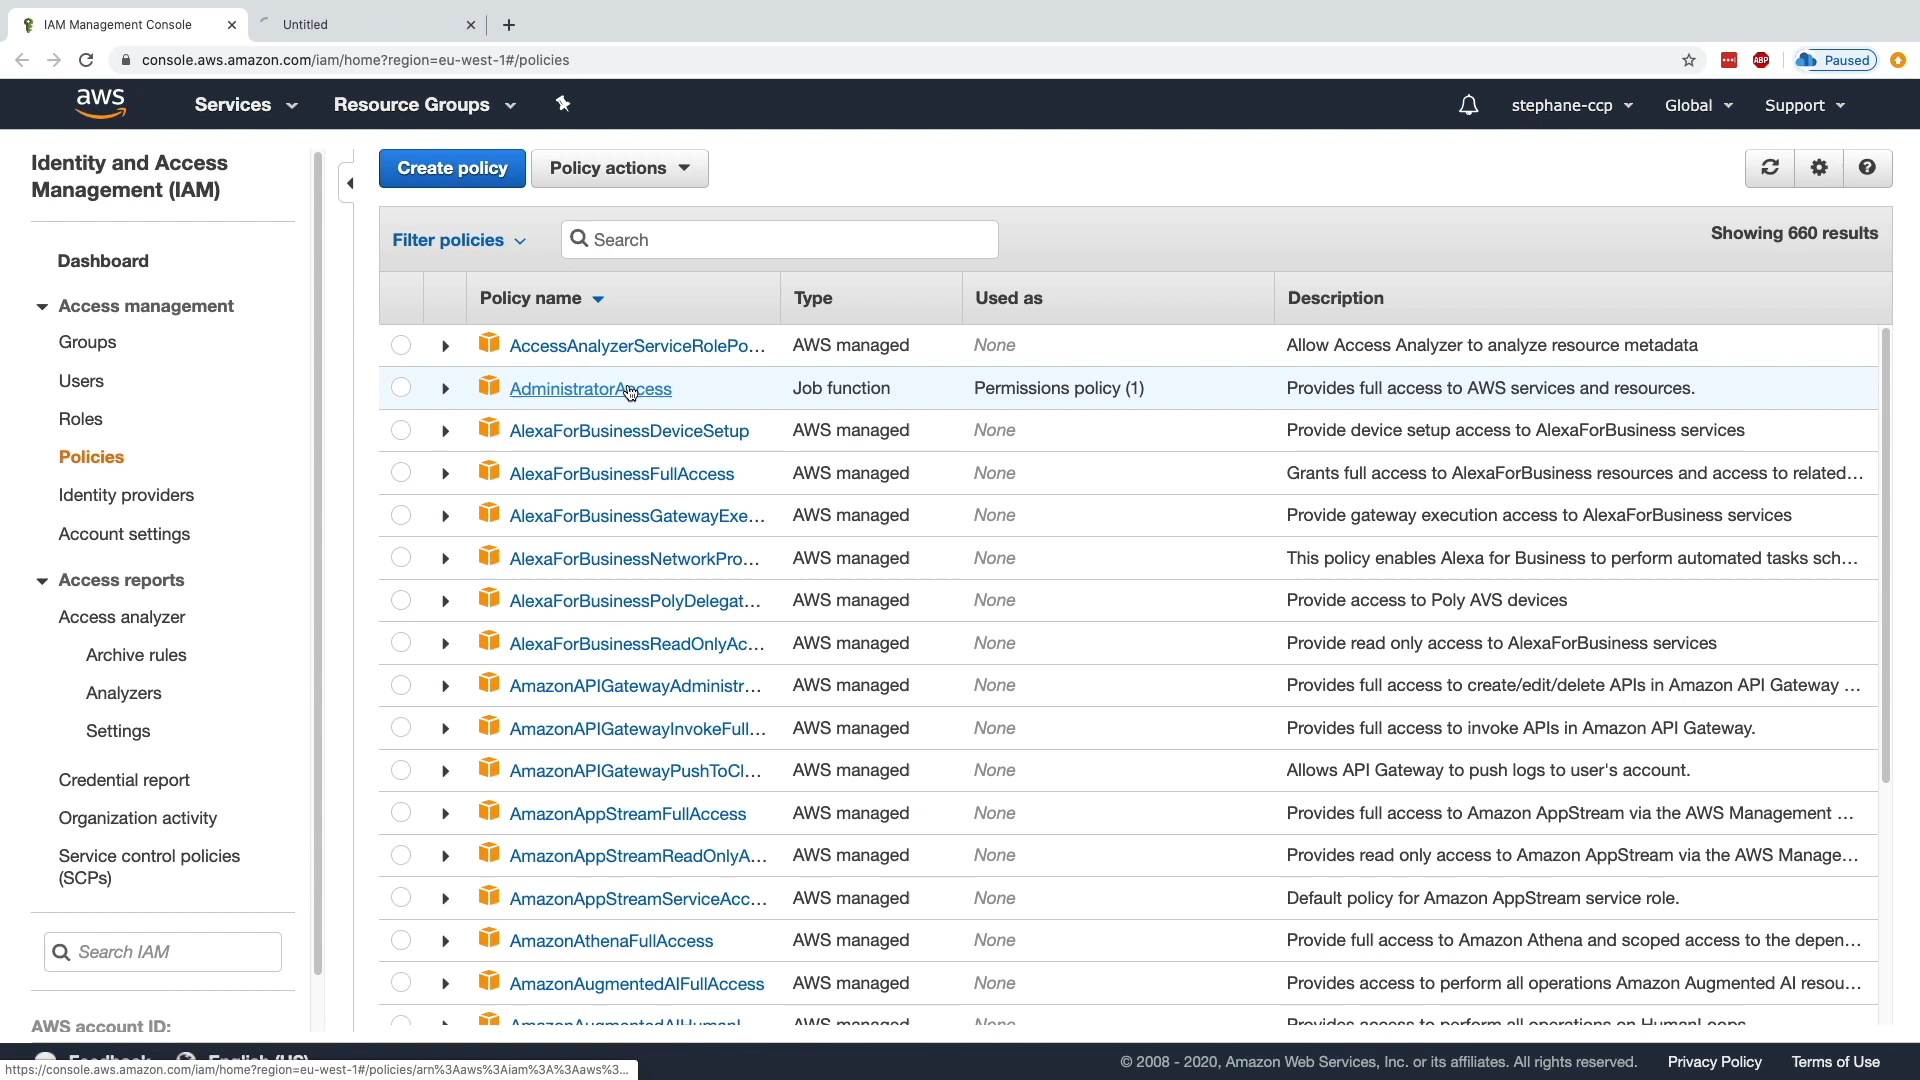 IAM Management Console
Untitled
console.aws.amazon.com/iam/home?region=eu-west-1#/policies
ABP
Paused
aws
Services
Resource Groups
stephane-ccp
Global
Support
Identity and Access
Management (IAM)
Dashboard
Access management
Groups
Users
Roles
Policies
Identity providers
Account settings
Access reports
Access analyzer
Archive rules
Analyzers
Settings
Credential report
Organization activity
Service control policies
(SCPs)
Search IAM
AWS account ID:
Create policy
Policy actions
Filter policies
Search
Showing 660 results
Policy name Type Used as Description
AccessAnalyzerServiceRolePo... AWS managed None Allow Access Analyzer to analyze resource metadata
AdministratorAccess Job function Permissions policy (1) Provides full access to AWS services and resources.
AlexaForBusinessDeviceSetup AWS managed None Provide device setup access to AlexaForBusiness services
AlexaForBusinessFullAccess AWS managed None Grants full access to AlexaForBusiness resources and access to related...
AlexaForBusinessGatewayExe... AWS managed None Provide gateway execution access to AlexaForBusiness services
AlexaForBusinessNetworkPro... AWS managed None This policy enables Alexa for Business to perform automated tasks sch...
AlexaForBusinessPolyDelegat... AWS managed None Provide access to Poly AVS devices
AlexaForBusinessReadOnlyAc... AWS managed None Provide read only access to AlexaForBusiness services
AmazonAPIGatewayAdministr... AWS managed None Provides full access to create/edit/delete APIs in Amazon API Gateway ...
AmazonAPIGatewayInvokeFull... AWS managed None Provides full access to invoke APIs in Amazon API Gateway.
AmazonAPIGatewayPushToCl... AWS managed None Allows API Gateway to push logs to user's account.
AmazonAppStreamFullAccess AWS managed None Provides full access to Amazon AppStream via the AWS Management ...
AmazonAppStreamReadOnlyA... AWS managed None Provides read only access to Amazon AppStream via the AWS Manage...
AmazonAppStreamServiceAcc... AWS managed None Default policy for Amazon AppStream service role.
AmazonAthenaFullAccess AWS managed None Provide full access to Amazon Athena and scoped access to the depen...
AmazonAugmentedAIFullAccess AWS managed None Provides access to perform all operations Amazon Augmented AI resou...
AmazonAugmentedAIHumanL... AWS managed None Provides access to perform all operations on HumanLoops.
Feedback English (US)
https://console.aws.amazon.com/iam/home?region=eu-west-1#/policies/arn%3Aaws%3Aiam%3A%3Aaws%3...
© 2008 - 2020, Amazon Web Services, Inc. or its affiliates. All rights reserved. Privacy Policy Terms of Use